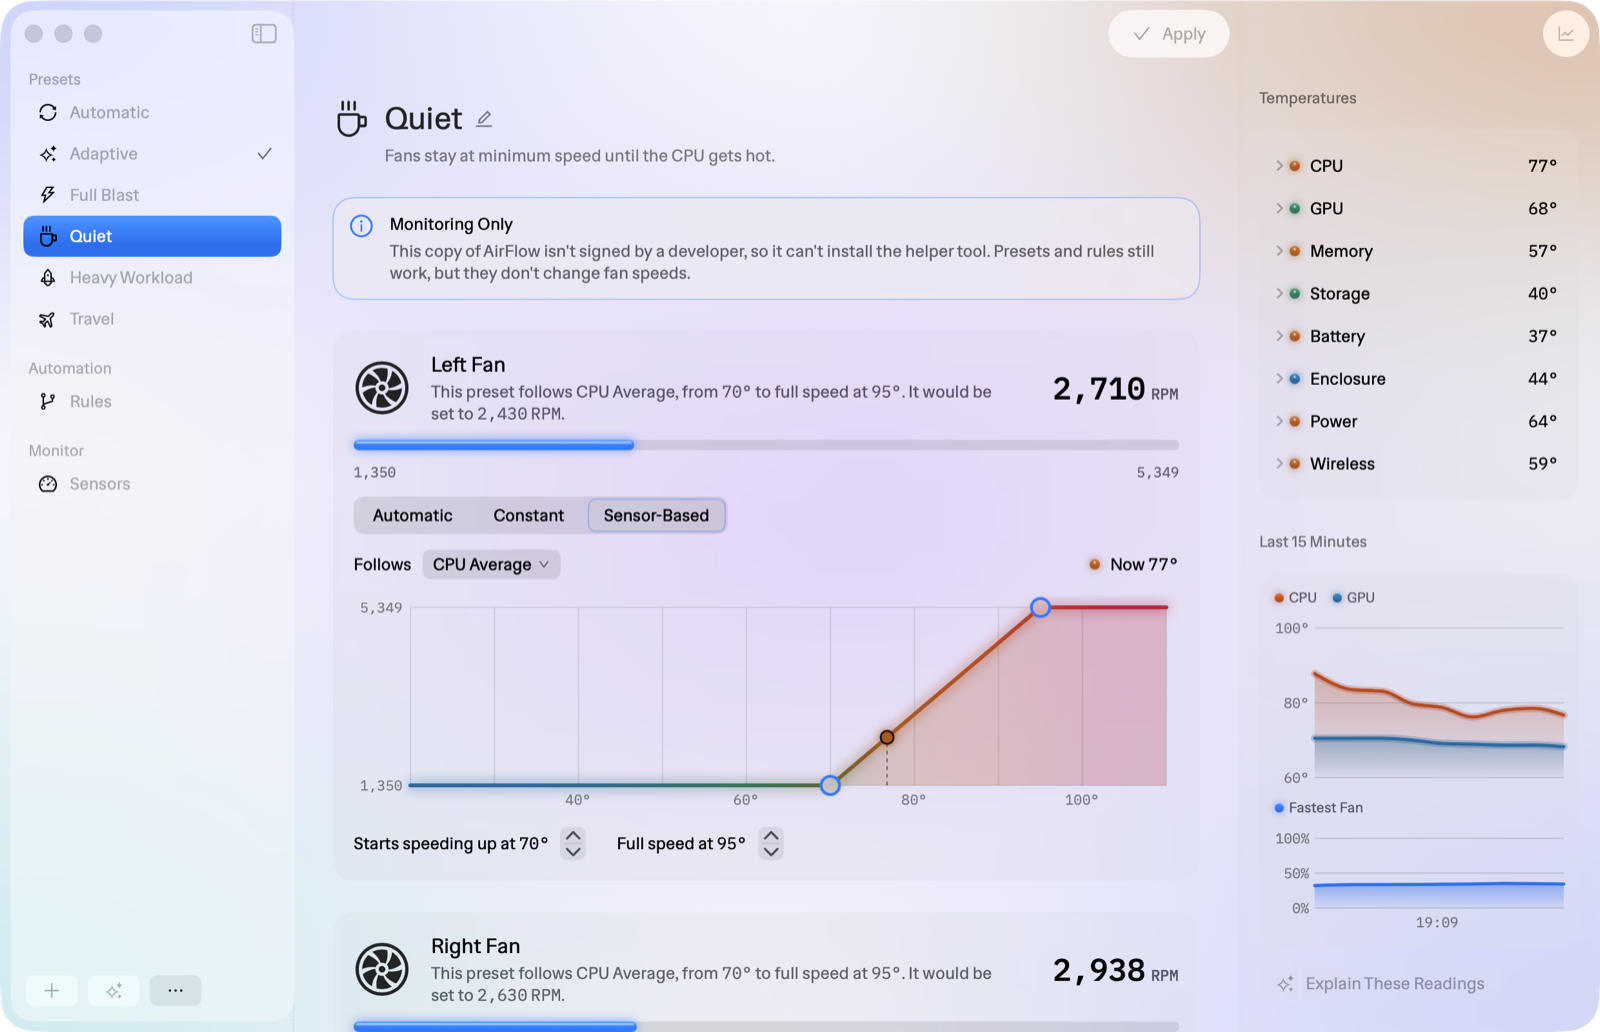 Presets
Automatic
Adaptive
Full Blast
Quiet
Heavy Workload
Travel
Automation
Rules
Monitor
Sensors
Apply
Quiet
Fans stay at minimum speed until the CPU gets hot.
Monitoring Only
This copy of AirFlow isn't signed by a developer, so it can't install the helper tool. Presets and rules still
work, but they don't change fan speeds.
Left Fan
This preset follows CPU Average, from 70° to full speed at 95°. It would be
set to 2,430 RPM.
2,710 RPM
1,350
5,349
Automatic
Constant
Sensor-Based
Follows
CPU Average
Now 77°
5,349
1,350
40°
60°
80°
100°
Starts speeding up at 70°
Full speed at 95°
Right Fan
This preset follows CPU Average, from 70° to full speed at 95°. It would be
set to 2,630 RPM.
2,938 RPM
Temperatures
CPU 77°
GPU 68°
Memory 57°
Storage 40°
Battery 37°
Enclosure 44°
Power 64°
Wireless 59°
Last 15 Minutes
CPU GPU
100°
80°
60°
Fastest Fan
100%
50%
0%
19:09
Explain These Readings